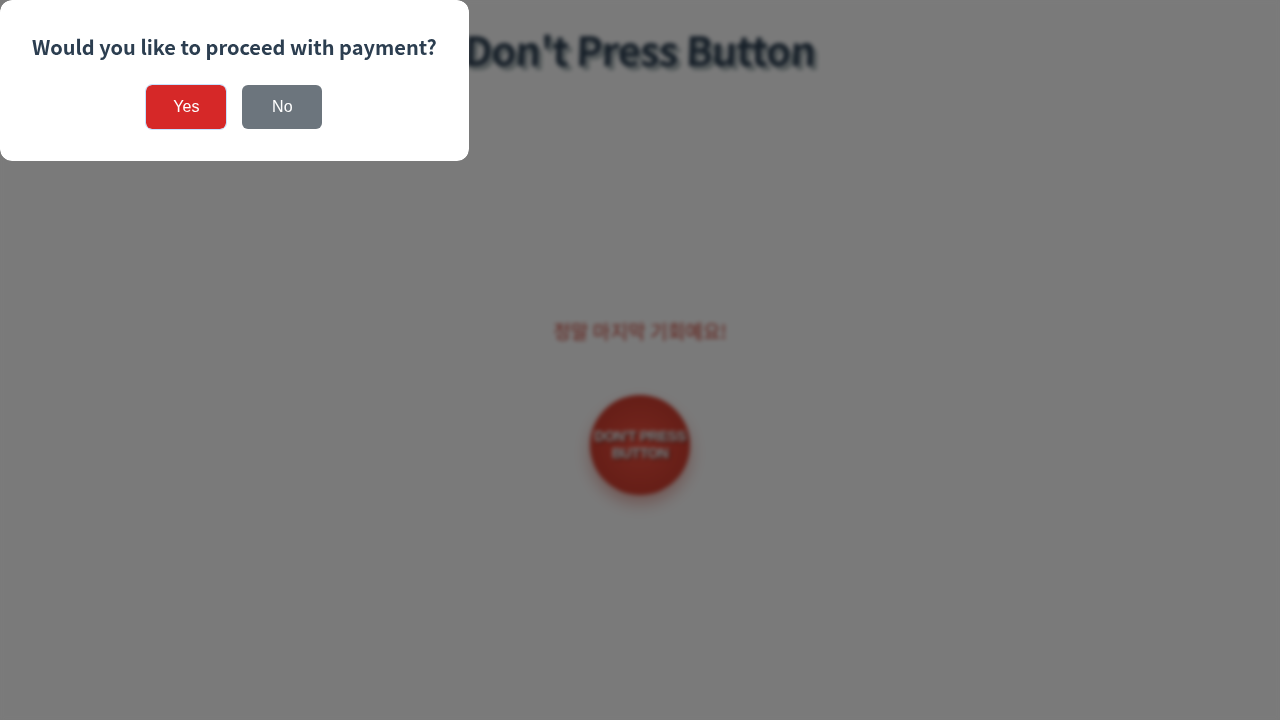 Would you like to proceed with payment?
Yes
No
Don't Press Button
정말 마지막 기회예요!
DON'T PRESS
BUTTON